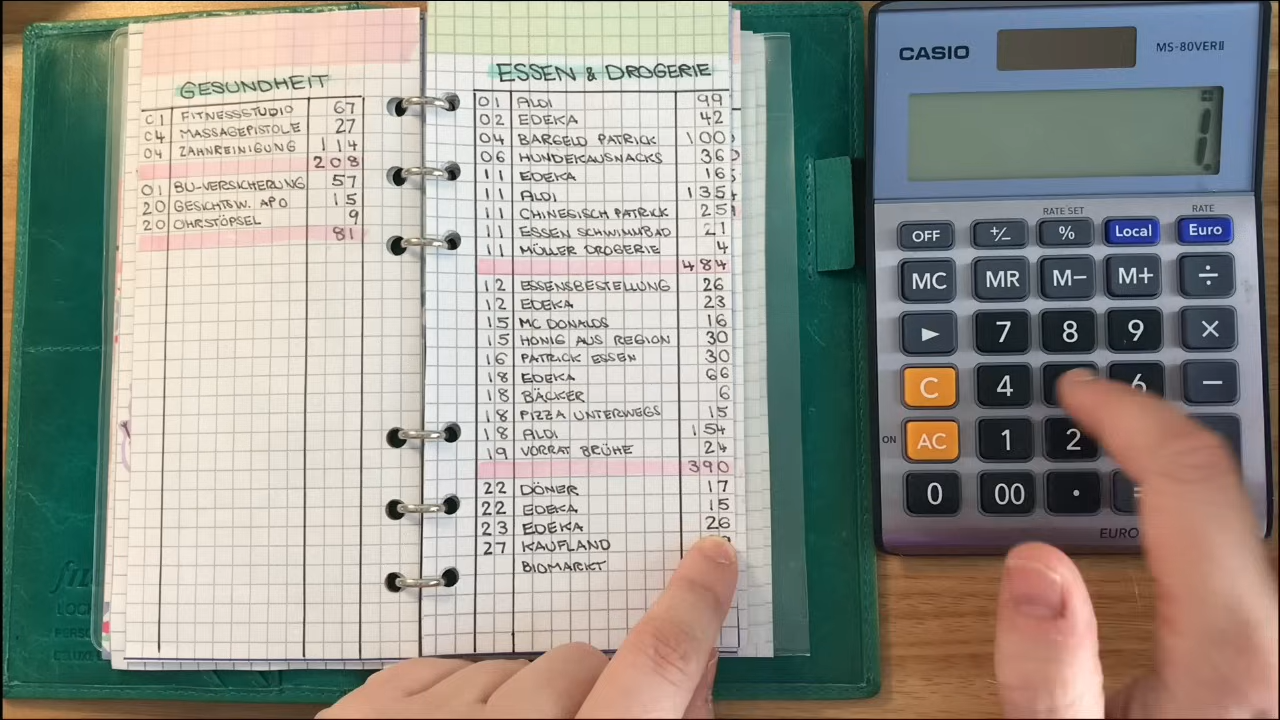 GESUNDHEIT
01 FITNESSSTUDIO 67
04 MASSAGEPISTOLE 27
04 ZAHNREINIGUNG 114
208
01 BU-VERSICHERUNG 57
20 GESICHTSW. APO 15
20 OHRSTÖPSEL 9
81
ESSEN & DROGERIE
01 ALDI 99
02 EDEKA 42
04 BARGELD PATRICK 100
06 HUNDEKAUSNACKS 36
11 EDEKA 16
11 ALDI 135
11 CHINESISCH PATRICK 25
11 ESSEN SCHWIMMBAD 21
11 MÜLLER DROGERIE 4
484
12 ESSENSBESTELLUNG 26
12 EDEKA 23
15 MC DONALDS 16
15 HONIG AUS REGION 30
16 PATRICK ESSEN 30
18 EDEKA 66
18 BÄCKER 6
18 PIZZA UNTERWEGS 15
18 ALDI 154
19 VORRAT BRÜHE 24
390
22 DÖNER 17
22 EDEKA 15
23 EDEKA 26
27 KAUFLAND
BIOMARKT
CASIO MS-80VERII
RATE SET RATE
OFF +/− % Local Euro
MC MR M− M+ ÷
▶ 7 8 9 ×
C 4 6 −
ON AC 1 2
0 00 · =
EURO